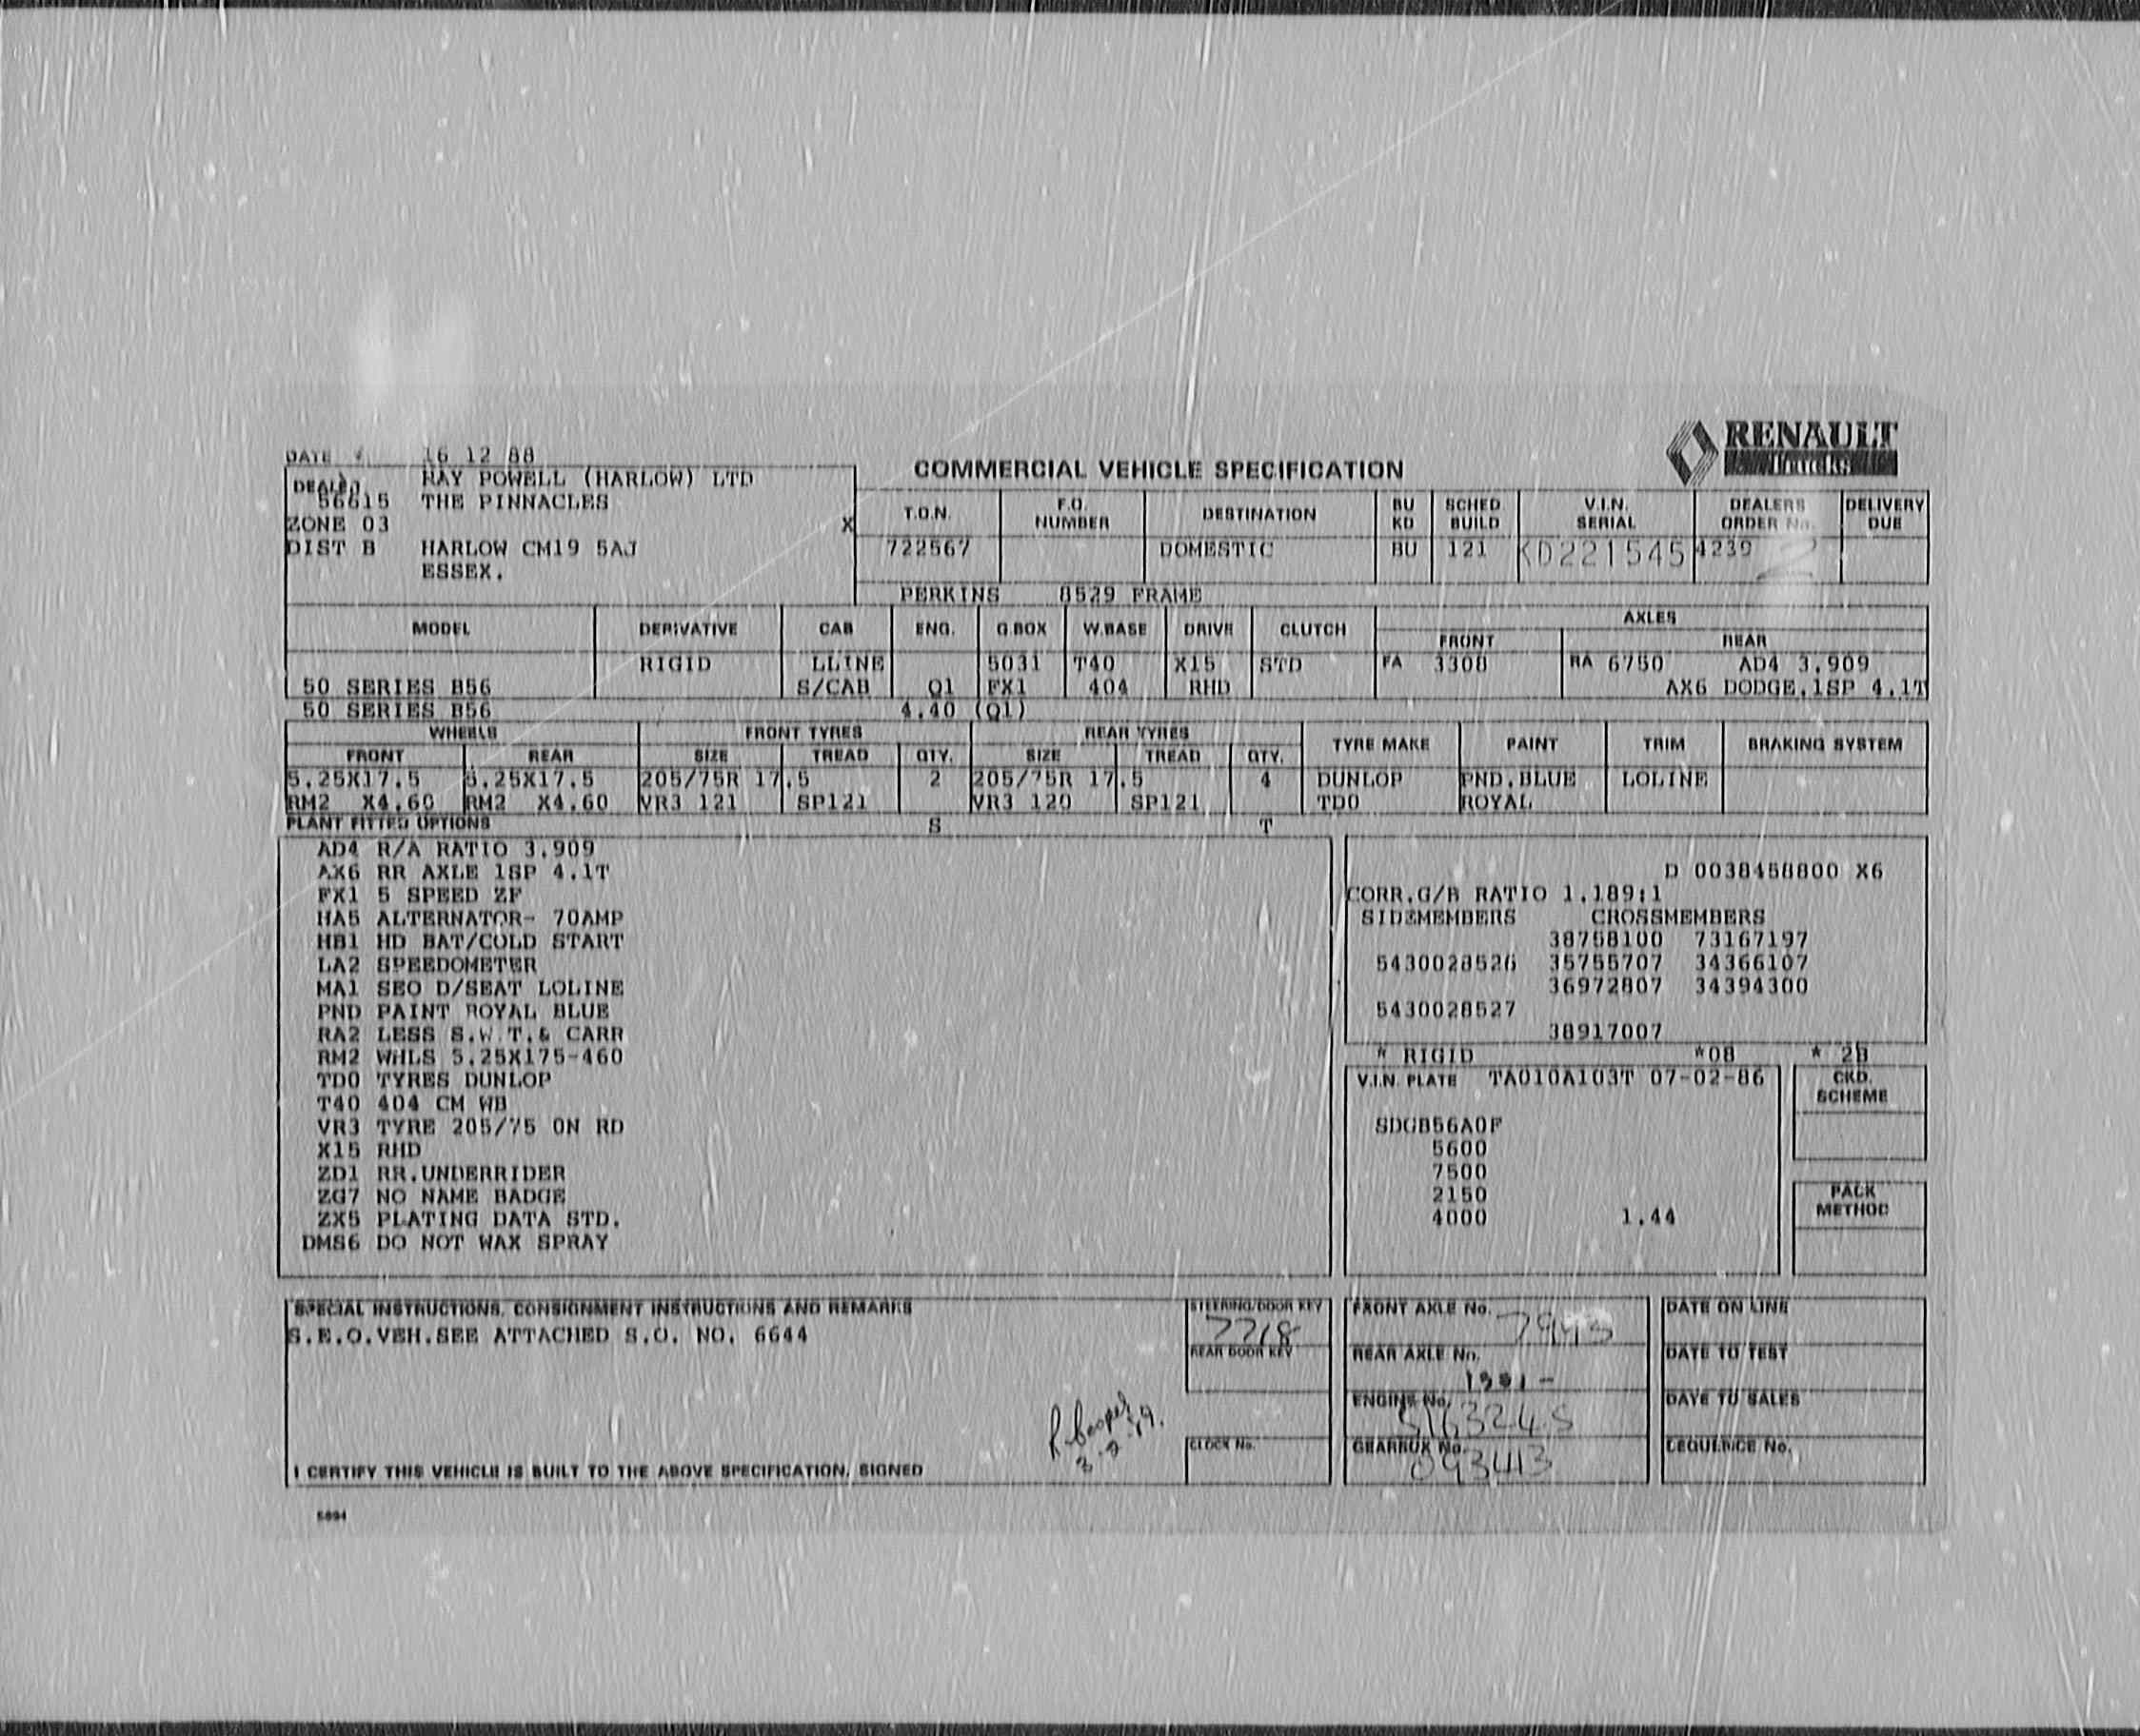 RENAULT
Trucks
DATE 16 12 88
COMMERCIAL VEHICLE SPECIFICATION
DEALER RAY POWELL (HARLOW) LTD
56615 THE PINNACLES
ZONE 03 X
DIST B HARLOW CM19 5AJ
ESSEX.
T.O.N. F.O. NUMBER DESTINATION BU KD SCHED BUILD V.I.N. SERIAL DEALERS ORDER No. DELIVERY DUE
722567 DOMESTIC BU 121 KD221545 4239
PERKINS 8529 FRAME
MODEL DERIVATIVE CAB ENG. G.BOX W.BASE DRIVE CLUTCH AXLES
FRONT REAR
RIGID LLINE 5031 T40 X15 STD FA 3308 RA 6750 AD4 3.909
50 SERIES B56 S/CAB Q1 FX1 404 RHD AX6 DODGE.1SP 4.1T
50 SERIES B56 4.40 (Q1)
WHEELS FRONT TYRES REAR TYRES TYRE MAKE PAINT TRIM BRAKING SYSTEM
FRONT REAR SIZE TREAD QTY. SIZE TREAD QTY.
5.25X17.5 5.25X17.5 205/75R 17.5 2 205/75R 17.5 4 DUNLOP PND.BLUE LOLINE
RM2 X4.60 RM2 X4.60 VR3 121 SP121 VR3 120 SP121 TD0 ROYAL
PLANT FITTED OPTIONS S T
AD4 R/A RATIO 3.909
AX6 RR AXLE 1SP 4.1T
FX1 5 SPEED ZF
HA5 ALTERNATOR- 70AMP
HB1 HD BAT/COLD START
LA2 SPEEDOMETER
MA1 SEO D/SEAT LOLINE
PND PAINT ROYAL BLUE
RA2 LESS S.W.T.& CARR
RM2 WHLS 5.25X175-460
TD0 TYRES DUNLOP
T40 404 CM WB
VR3 TYRE 205/75 ON RD
X15 RHD
ZD1 RR.UNDERRIDER
ZG7 NO NAME BADGE
ZX5 PLATING DATA STD.
DMS6 DO NOT WAX SPRAY
D 0038458800 X6
CORR.G/B RATIO 1.189:1
SIDEMEMBERS CROSSMEMBERS
38758100 73167197
5430028526 35755707 34366107
36972807 34394300
5430028527
38917007
* RIGID *08 * 2B
V.I.N. PLATE TA010A103T 07-02-86
SDGB56A0F
5600
7500
2150
4000 1.44
CKD. SCHEME
PACK METHOD
SPECIAL INSTRUCTIONS, CONSIGNMENT INSTRUCTIONS AND REMARKS
S.E.O.VEH.SEE ATTACHED S.O. NO. 6644
I CERTIFY THIS VEHICLE IS BUILT TO THE ABOVE SPECIFICATION. SIGNED
STEERING/DOOR KEY
7718
REAR DOOR KEY
CLOCK No.
FRONT AXLE No.
REAR AXLE No.
ENGINE No.
GEARBOX No.
093413
DATE ON LINE
DATE TO TEST
DATE TO SALES
SEQUENCE No.
5894